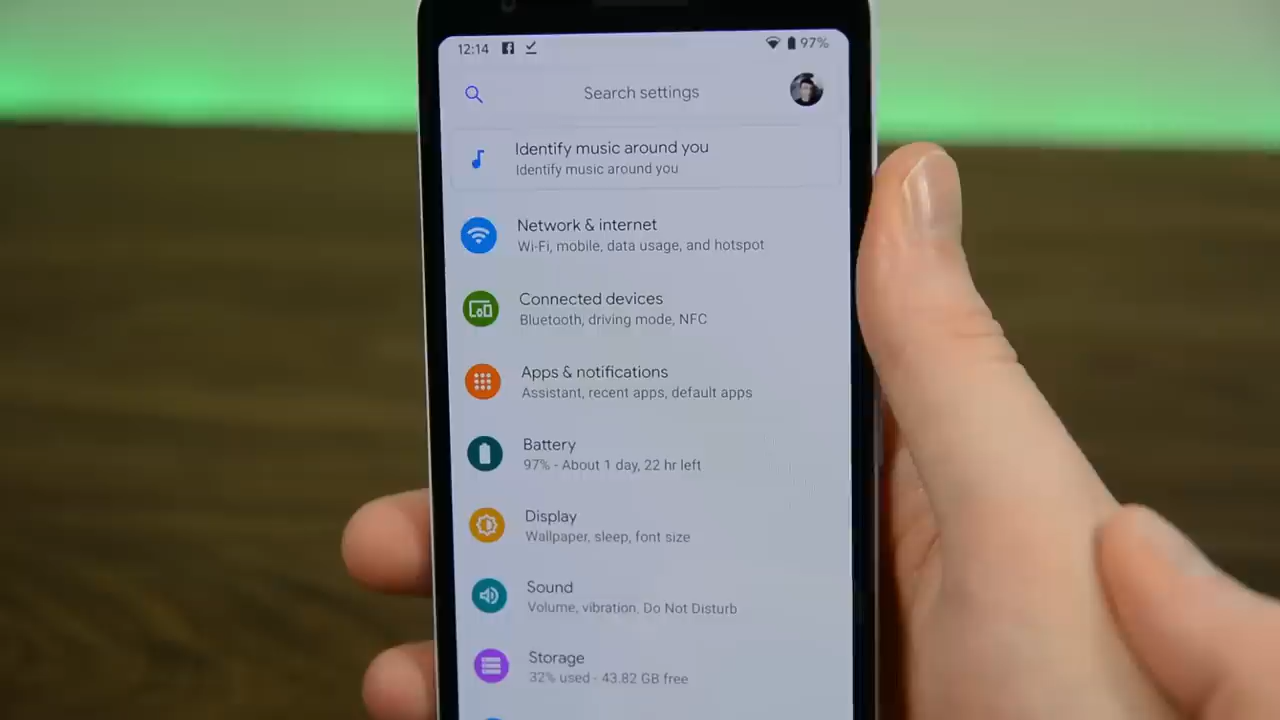 12:14 97%
Search settings
Identify music around you
Identify music around you
Network & internet
Wi-Fi, mobile, data usage, and hotspot
Connected devices
Bluetooth, driving mode, NFC
Apps & notifications
Assistant, recent apps, default apps
Battery
97% - About 1 day, 22 hr left
Display
Wallpaper, sleep, font size
Sound
Volume, vibration, Do Not Disturb
Storage
32% used - 43.82 GB free